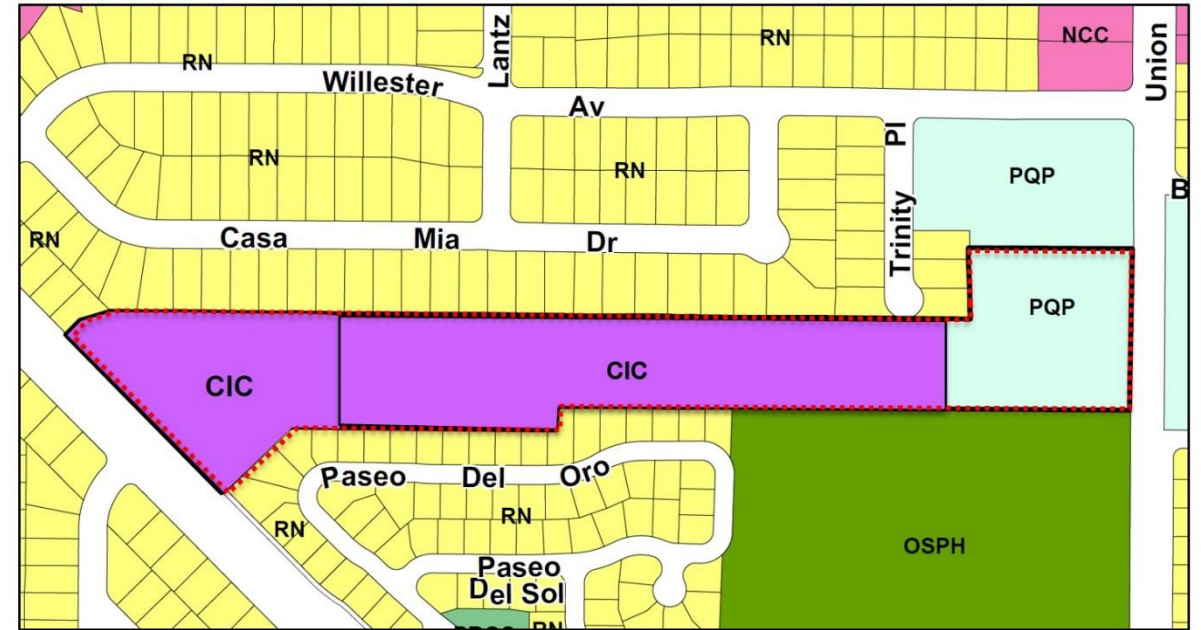 Lantz
Union
RN
NCC
RN
Willester
Av
Pl
RN
RN
PQP
B
Trinity
RN
Casa Mia Dr
PQP
CIC
CIC
Paseo Del Oro
RN
RN
OSPH
Paseo
Del Sol
RN